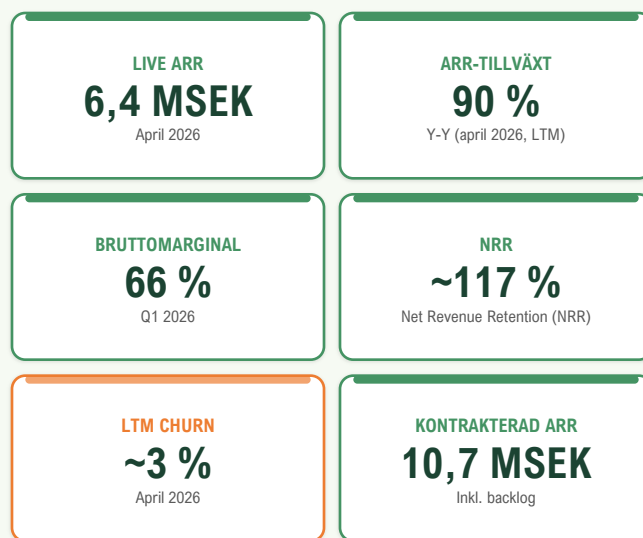 LIVE ARR
6,4 MSEK
April 2026
ARR-TILLVÄXT
90 %
Y-Y (april 2026, LTM)
BRUTTOMARGINAL
66 %
Q1 2026
NRR
~117 %
Net Revenue Retention (NRR)
LTM CHURN
~3 %
April 2026
KONTRAKTERAD ARR
10,7 MSEK
Inkl. backlog